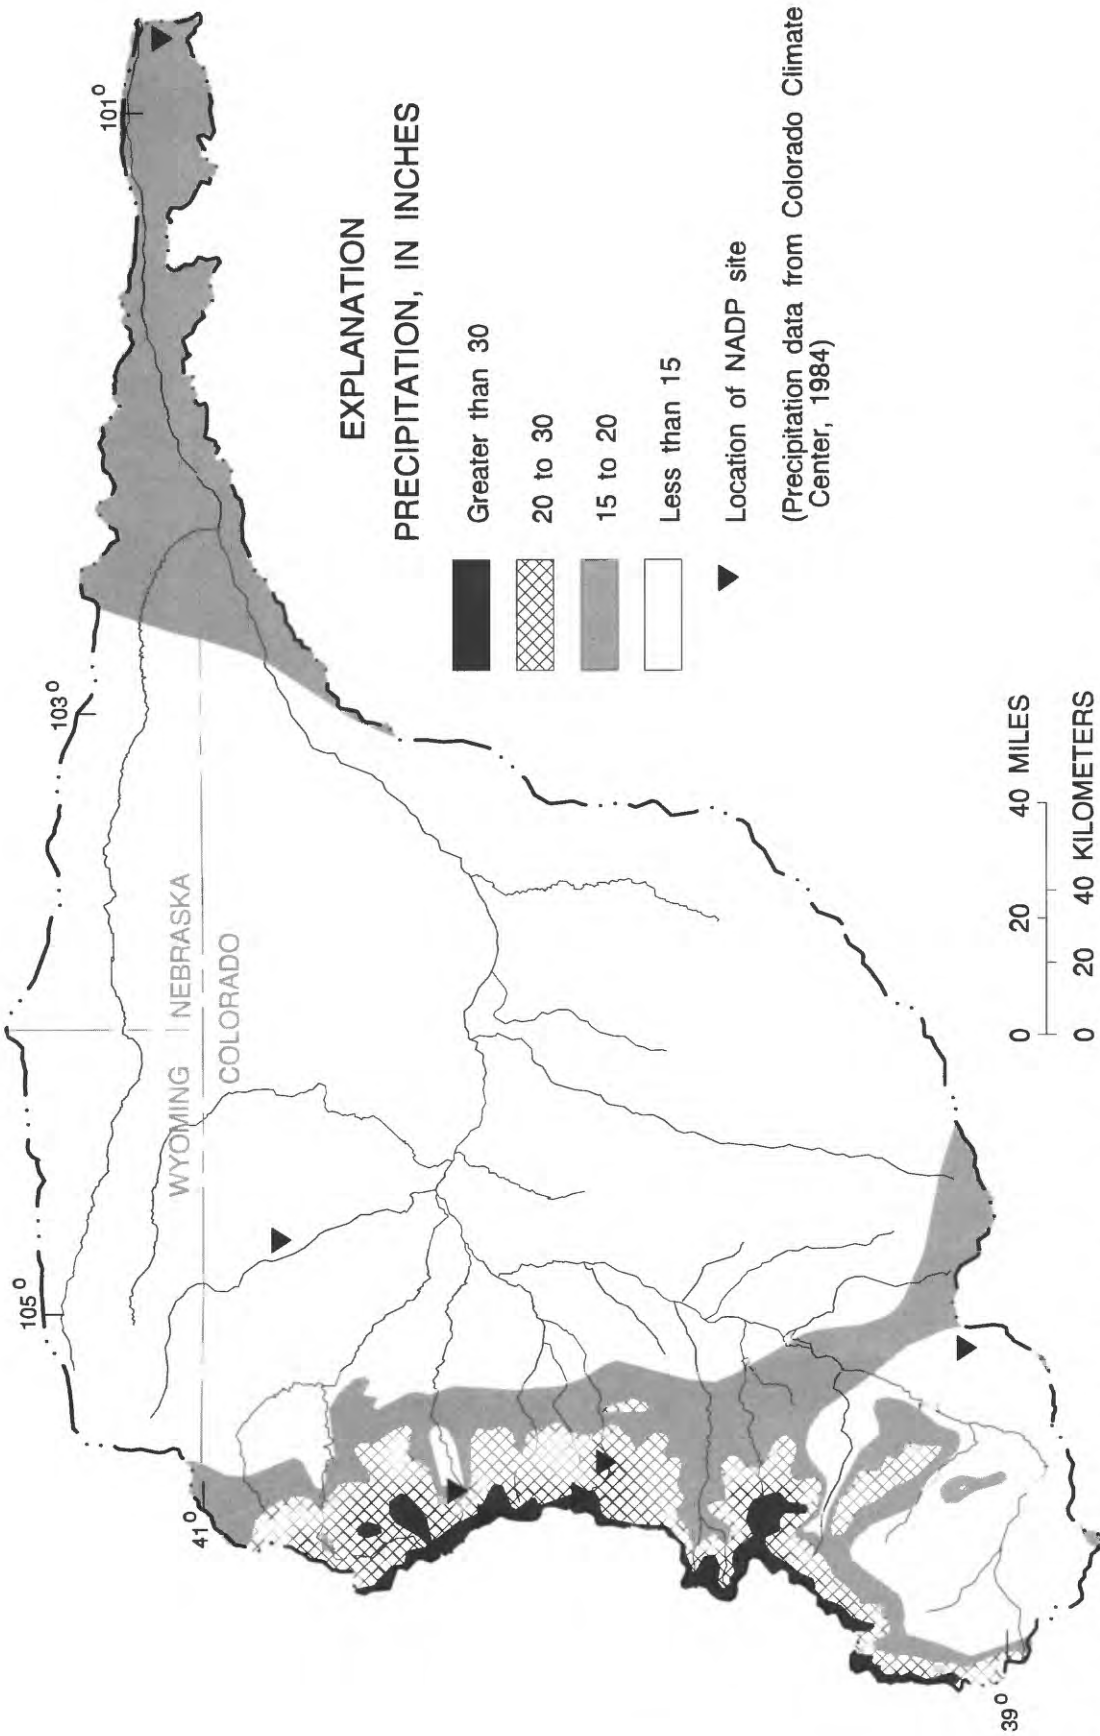 105°
103°
101°
41°
39°
WYOMING
NEBRASKA
COLORADO
EXPLANATION
PRECIPITATION, IN INCHES
Greater than 30
20 to 30
15 to 20
Less than 15
Location of NADP site
(Precipitation data from Colorado Climate
Center, 1984)
0 20 40 MILES
0 20 40 KILOMETERS